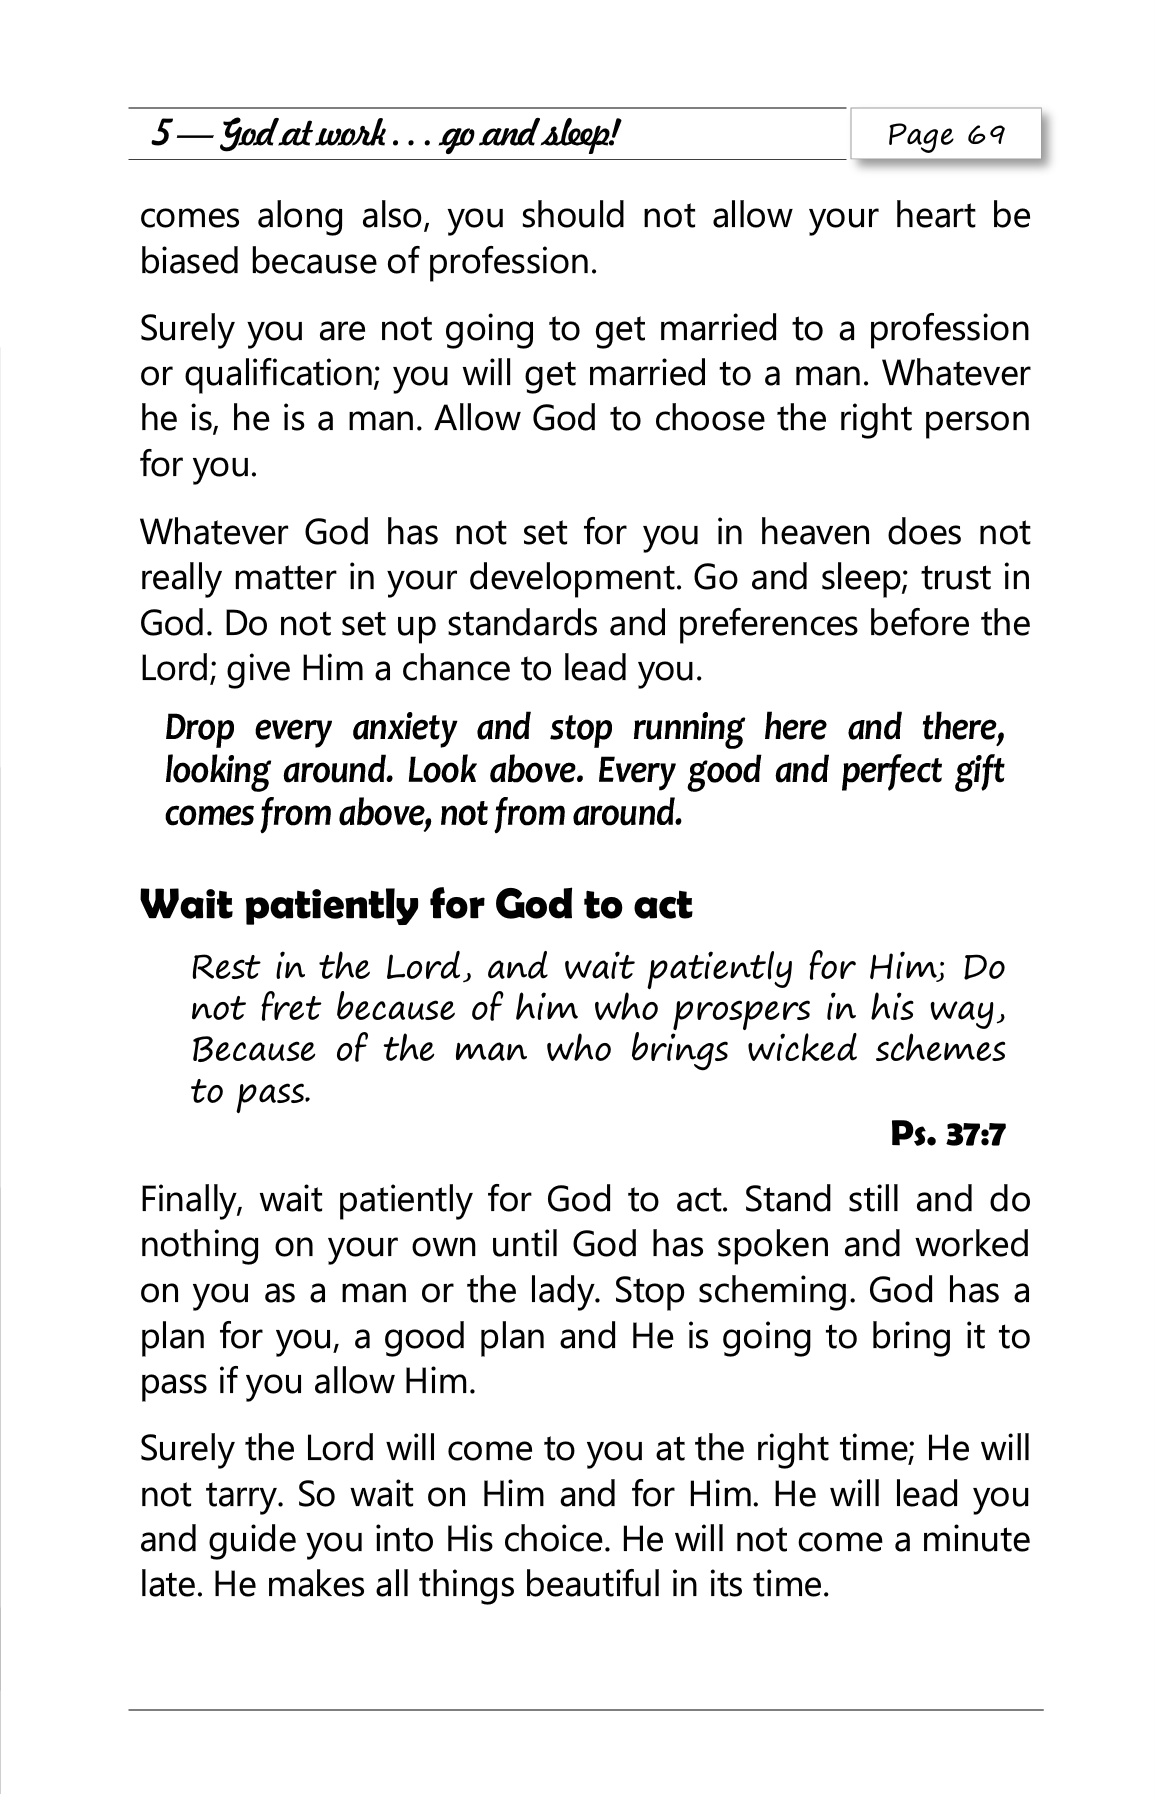 5 — God at work . . . go and sleep!
Page 69
comes along also, you should not allow your heart be
biased because of profession.
Surely you are not going to get married to a profession
or qualification; you will get married to a man. Whatever
he is, he is a man. Allow God to choose the right person
for you.
Whatever God has not set for you in heaven does not
really matter in your development. Go and sleep; trust in
God. Do not set up standards and preferences before the
Lord; give Him a chance to lead you.
Drop every anxiety and stop running here and there,
looking around. Look above. Every good and perfect gift
comes from above, not from around.
Wait patiently for God to act
Rest in the Lord, and wait patiently for Him; Do
not fret because of him who prospers in his way,
Because of the man who brings wicked schemes
to pass.
Ps. 37:7
Finally, wait patiently for God to act. Stand still and do
nothing on your own until God has spoken and worked
on you as a man or the lady. Stop scheming. God has a
plan for you, a good plan and He is going to bring it to
pass if you allow Him.
Surely the Lord will come to you at the right time; He will
not tarry. So wait on Him and for Him. He will lead you
and guide you into His choice. He will not come a minute
late. He makes all things beautiful in its time.